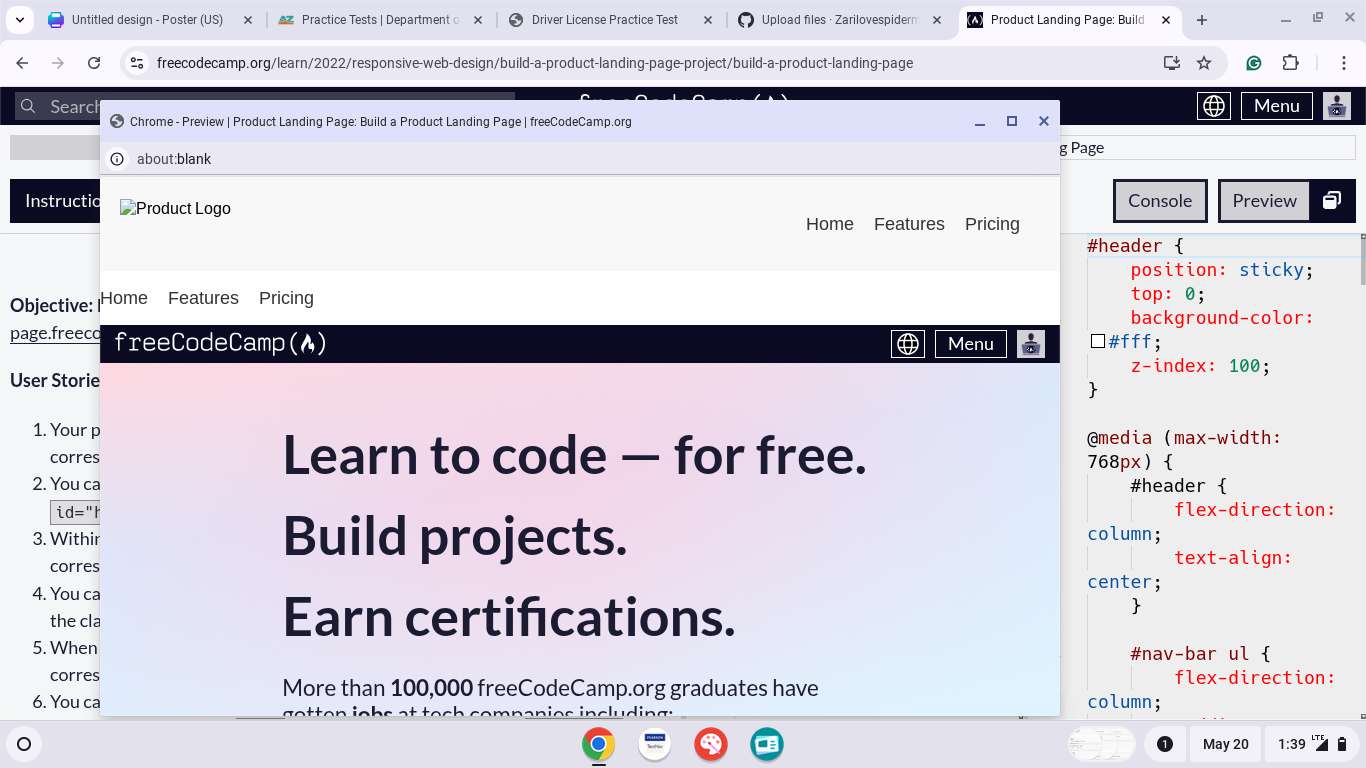 Untitled design - Poster (US)
Practice Tests | Department o
Driver License Practice Test
Upload files · Zarilovespiderm
Product Landing Page: Build
freecodecamp.org/learn/2022/responsive-web-design/build-a-product-landing-page-project/build-a-product-landing-page
Search
Menu
Chrome - Preview | Product Landing Page: Build a Product Landing Page | freeCodeCamp.org
about:blank
g Page
Instructio
Console
Preview
Product Logo
Home Features Pricing
Home Features Pricing
freeCodeCamp
Menu
Learn to code — for free.
Build projects.
Earn certifications.
More than 100,000 freeCodeCamp.org graduates have
gotten jobs at tech companies including:
Objective:
page.freeco
User Storie
1. Your p
corres
2. You ca
id="h
3. Within
corres
4. You ca
the cla
5. When
corres
6. You ca
#header {
position: sticky;
top: 0;
background-color:
#fff;
z-index: 100;
}
@media (max-width:
768px) {
#header {
flex-direction:
column;
text-align:
center;
}
#nav-bar ul {
flex-direction:
column;
1
May 20
1:39
LTE